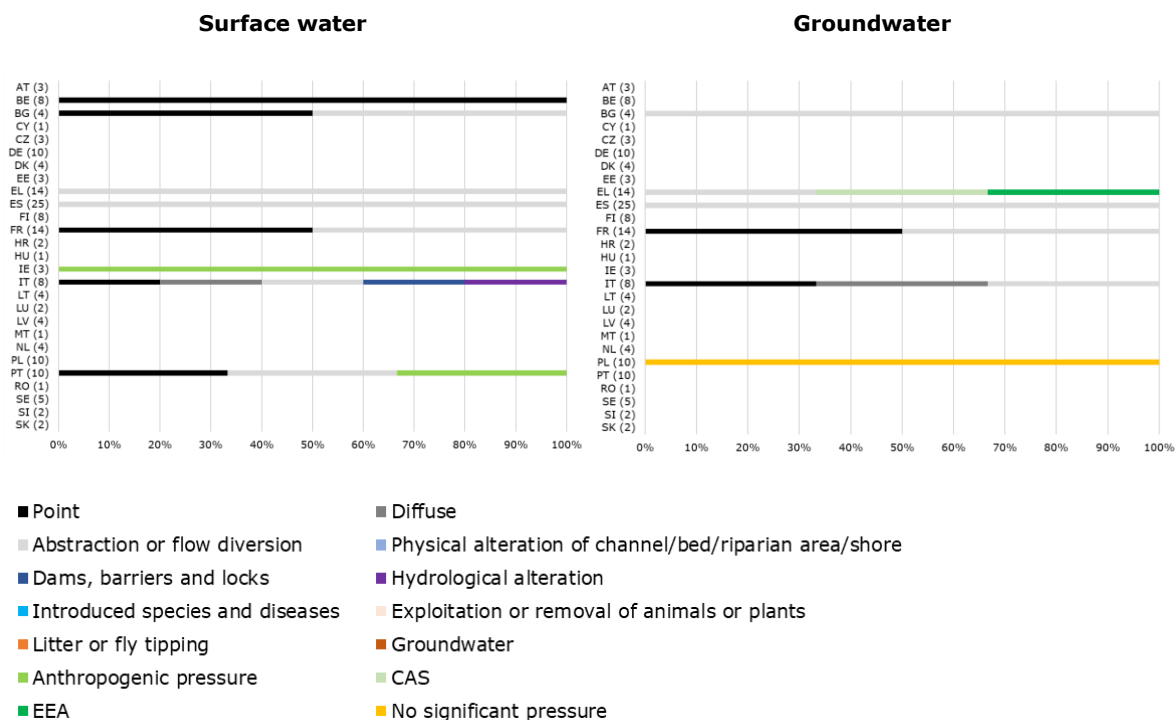 Surface water
AT (3)
BE (8)
BG (4)
CY (1)
CZ (3)
DE (10)
DK (4)
EE (3)
EL (14)
ES (25)
FI (8)
FR (14)
HR (2)
HU (1)
IE (3)
IT (8)
LT (4)
LU (2)
LV (4)
MT (1)
NL (4)
PL (10)
PT (10)
RO (1)
SE (5)
SI (2)
SK (2)
0% 10% 20% 30% 40% 50% 60% 70% 80% 90% 100%
Groundwater
AT (3)
BE (8)
BG (4)
CY (1)
CZ (3)
DE (10)
DK (4)
EE (3)
EL (14)
ES (25)
FI (8)
FR (14)
HR (2)
HU (1)
IE (3)
IT (8)
LT (4)
LU (2)
LV (4)
MT (1)
NL (4)
PL (10)
PT (10)
RO (1)
SE (5)
SI (2)
SK (2)
0% 10% 20% 30% 40% 50% 60% 70% 80% 90% 100%
Point
Diffuse
Abstraction or flow diversion
Physical alteration of channel/bed/riparian area/shore
Dams, barriers and locks
Hydrological alteration
Introduced species and diseases
Exploitation or removal of animals or plants
Litter or fly tipping
Groundwater
Anthropogenic pressure
CAS
EEA
No significant pressure